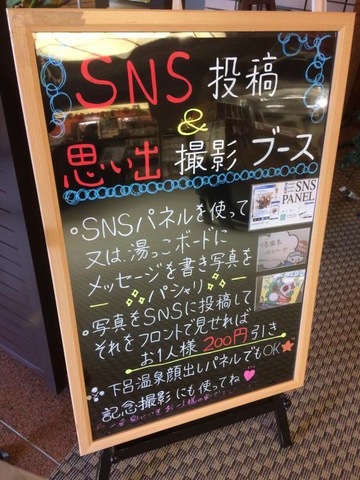 SNS 投稿
&
思い出 撮影 ブース
・SNSパネルを使って
又は湯っこボードに
メッセージを書き写真を
パシャリ
・写真をSNSに投稿して
それをフロントで見せれば
お1人様 200円引き
下呂温泉顔出しパネルでもOK★
記念撮影にも使ってね♥
SNS
PANEL